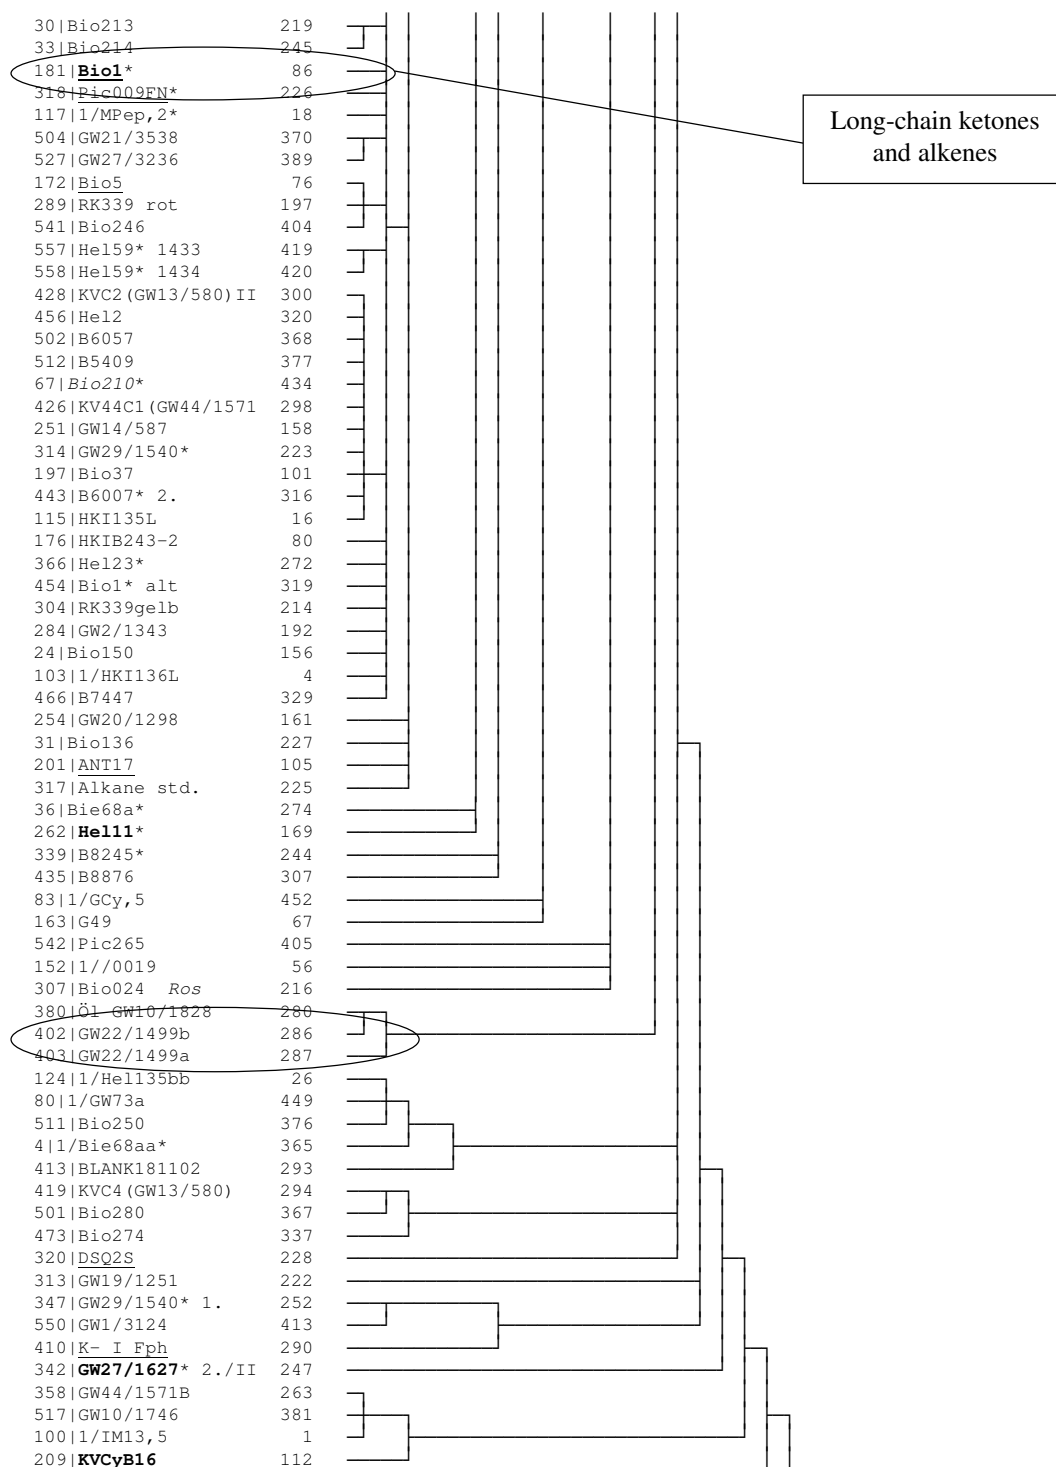 30|Bio213 219
33|Bio214 245
181|Bio1* 86
318|Pic009FN* 226
117|1/MPep,2* 18
504|GW21/3538 370
527|GW27/3236 389
172|Bio5 76
289|RK339 rot 197
541|Bio246 404
557|Hel59* 1433 419
558|Hel59* 1434 420
428|KVC2(GW13/580)II 300
456|Hel2 320
502|B6057 368
512|B5409 377
67|Bio210* 434
426|KV44C1(GW44/1571 298
251|GW14/587 158
314|GW29/1540* 223
197|Bio37 101
443|B6007* 2. 316
115|HKI135L 16
176|HKIB243-2 80
366|Hel23* 272
454|Bio1* alt 319
304|RK339gelb 214
284|GW2/1343 192
24|Bio150 156
103|1/HKI136L 4
466|B7447 329
254|GW20/1298 161
31|Bio136 227
201|ANT17 105
317|Alkane std. 225
36|Bie68a* 274
262|Hel11* 169
339|B8245* 244
435|B8876 307
83|1/GCy,5 452
163|G49 67
542|Pic265 405
152|1//0019 56
307|Bio024 Ros 216
380|Öl GW10/1828 280
402|GW22/1499b 286
403|GW22/1499a 287
124|1/Hel135bb 26
80|1/GW73a 449
511|Bio250 376
4|1/Bie68aa* 365
413|BLANK181102 293
419|KVC4(GW13/580) 294
501|Bio280 367
473|Bio274 337
320|DSQ2S 228
313|GW19/1251 222
347|GW29/1540* 1. 252
550|GW1/3124 413
410|K- I Fph 290
342|GW27/1627* 2./II 247
358|GW44/1571B 263
517|GW10/1746 381
100|1/IM13,5 1
209|KVCyB16 112
Long-chain ketones
and alkenes